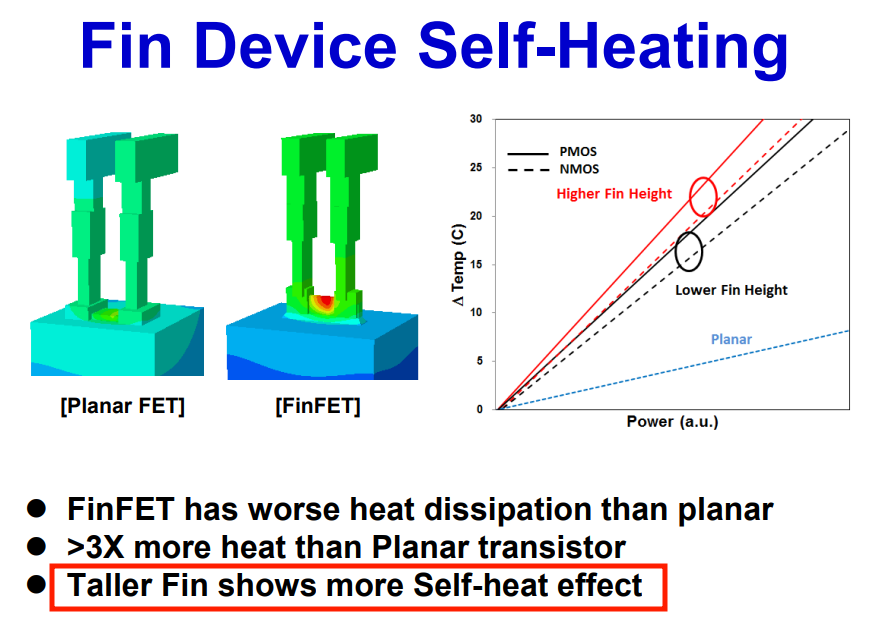 Fin Device Self-Heating
[Planar FET]
[FinFET]
30
25
20
15
10
5
0
Δ Temp (C)
PMOS
NMOS
Higher Fin Height
Lower Fin Height
Planar
Power (a.u.)
● FinFET has worse heat dissipation than planar
● >3X more heat than Planar transistor
● Taller Fin shows more Self-heat effect